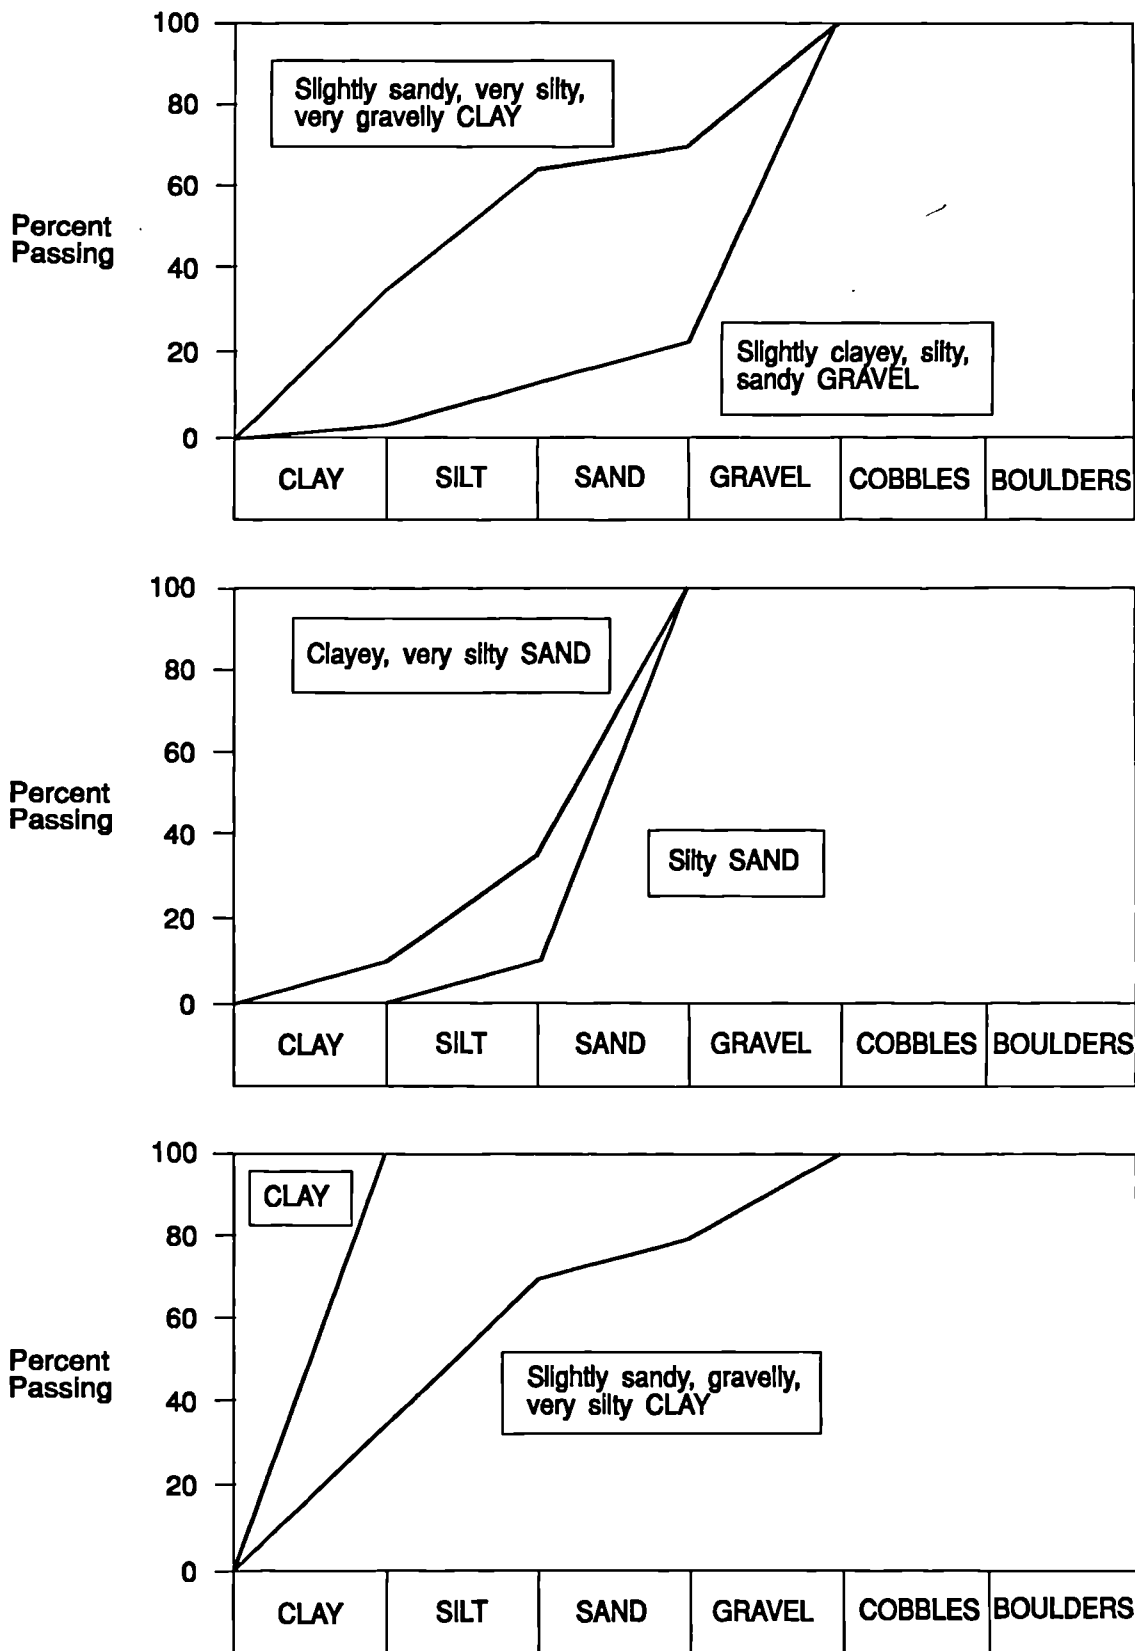 100
Slightly sandy, very silty,
very gravelly CLAY
80
60
Percent
Passing
40
20
Slightly clayey, silty,
sandy GRAVEL
0
CLAY SILT SAND GRAVEL COBBLES BOULDERS
100
Clayey, very silty SAND
80
60
Percent
Passing
40
Silty SAND
20
0
CLAY SILT SAND GRAVEL COBBLES BOULDERS
100
CLAY
80
60
Percent
Passing
Slightly sandy, gravelly,
very silty CLAY
40
20
0
CLAY SILT SAND GRAVEL COBBLES BOULDERS